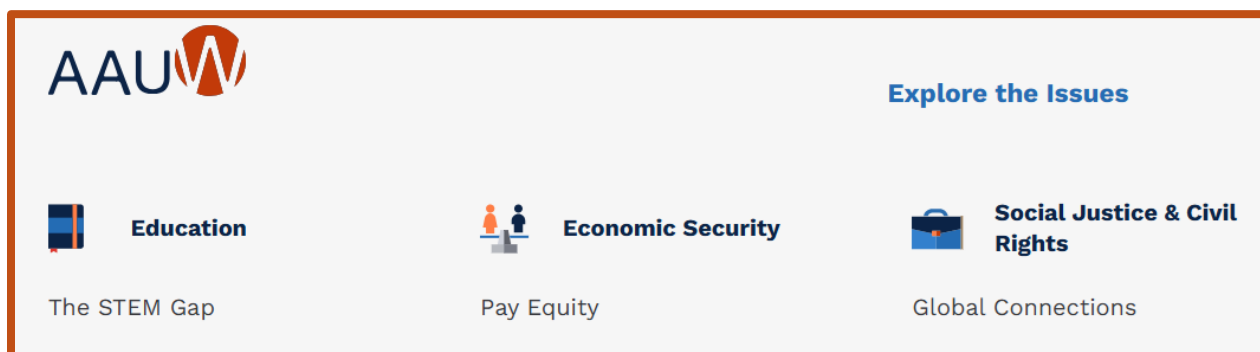 AAUW
Explore the Issues
Education
Economic Security
Social Justice & Civil
Rights
The STEM Gap
Pay Equity
Global Connections